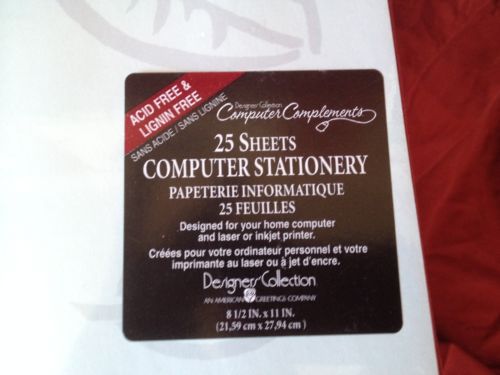 ACID FREE &
LIGNIN FREE
SANS ACIDE / SANS LIGNINE
Designers' Collection
Computer Complements
25 SHEETS
COMPUTER STATIONERY
PAPETERIE INFORMATIQUE
25 FEUILLES
Designed for your home computer
and laser or inkjet printer.
Créées pour votre ordinateur personnel et votre
imprimante au laser ou à jet d'encre.
Designers' Collection
AN AMERICAN GREETINGS COMPANY
8 1/2 IN. x 11 IN.
(21,59 cm x 27,94 cm)